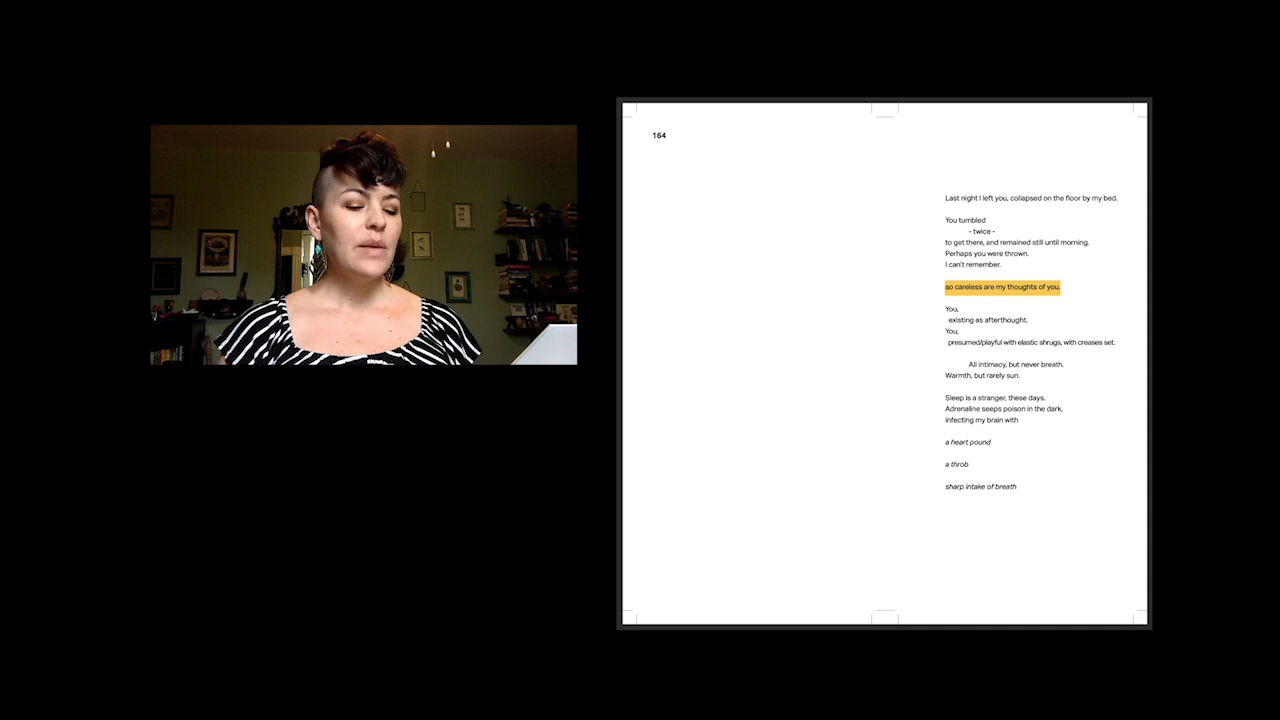 164
Last night I left you, collapsed on the floor by my bed.
You tumbled
- twice -
to get there, and remained still until morning.
Perhaps you were thrown.
I can't remember.
so careless are my thoughts of you.
You,
existing as afterthought.
You,
presumed/playful with elastic shrugs, with creases set.
All intimacy, but never breath.
Warmth, but rarely sun.
Sleep is a stranger, these days.
Adrenaline seeps poison in the dark,
infecting my brain with
a heart pound
a throb
sharp intake of breath